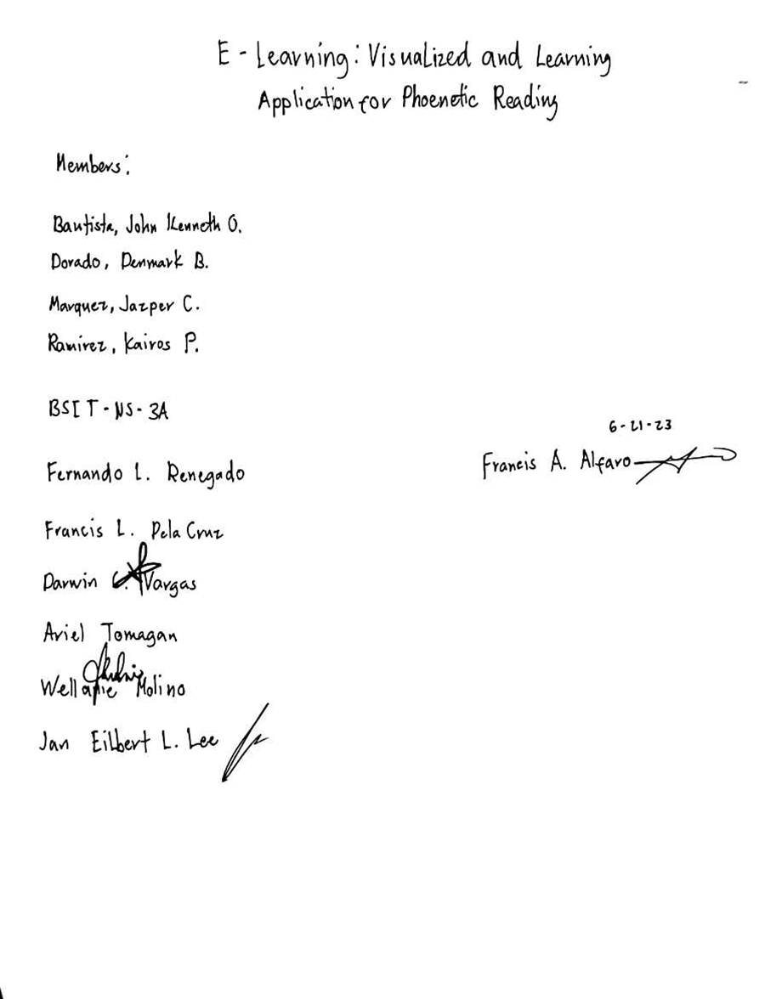 E - Learning: Visualized and Learning
Application for Phoenetic Reading
Members:
Bautista, John Kenneth O.
Dorado, Denmark B.
Marquez, Jazper C.
Ramirez, Kairos P.
BSIT-NS-3A
6-21-23
Fernando L. Renegado
Francis A. Alfaro
Francis L. Dela Cruz
Darwin C. Vargas
Ariel Tomagan
Wellanie Molino
Jan Eilbert L. Lee